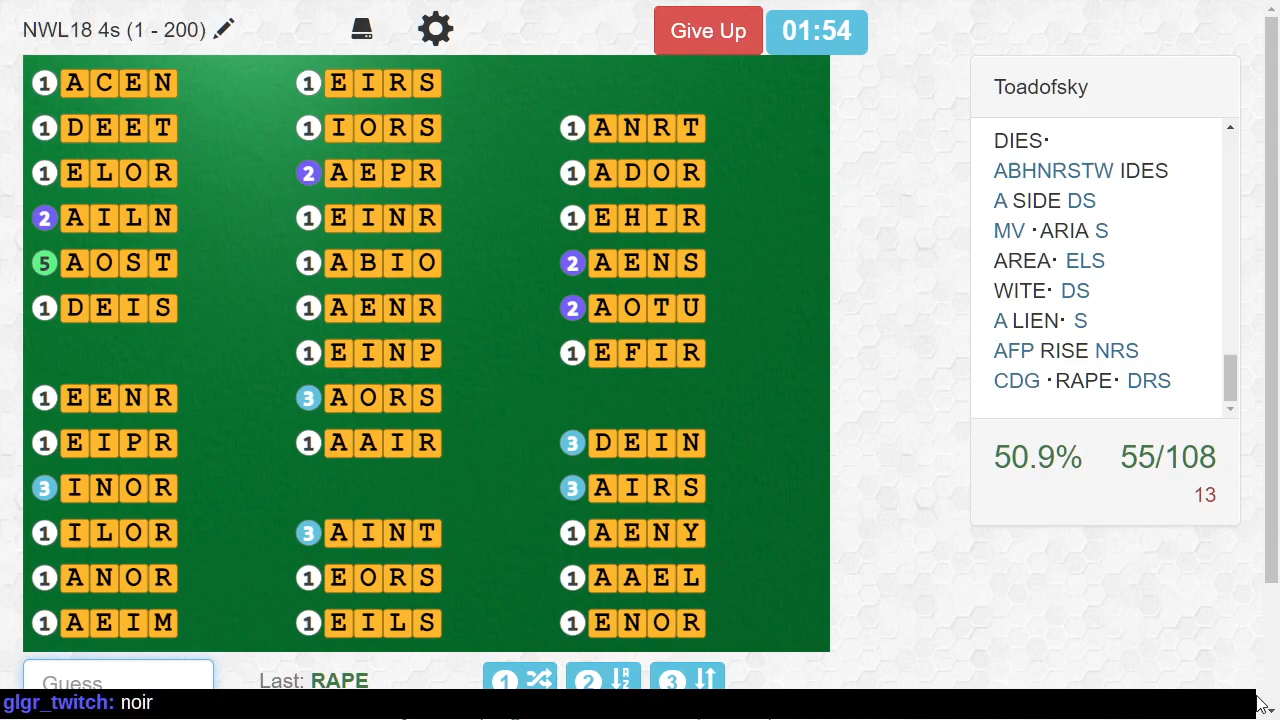 NWL18 4s (1 - 200)
Give Up
01:54
1 ACEN
1 EIRS
1 DEET
1 IORS
1 ANRT
1 ELOR
2 AEPR
1 ADOR
2 AILN
1 EINR
1 EHIR
5 AOST
1 ABIO
2 AENS
1 DEIS
1 AENR
2 AOTU
1 EINP
1 EFIR
1 EENR
3 AORS
1 EIPR
1 AAIR
3 DEIN
3 INOR
3 AIRS
1 ILOR
3 AINT
1 AENY
1 ANOR
1 EORS
1 AAEL
1 AEIM
1 EILS
1 ENOR
Toadofsky
DIES·
ABHNRSTW IDES
A SIDE DS
MV ·ARIA S
AREA· ELS
WITE· DS
A LIEN· S
AFP RISE NRS
CDG ·RAPE· DRS
50.9% 55/108
13
Guess
Last: RAPE
1
2
3
glgr_twitch: noir